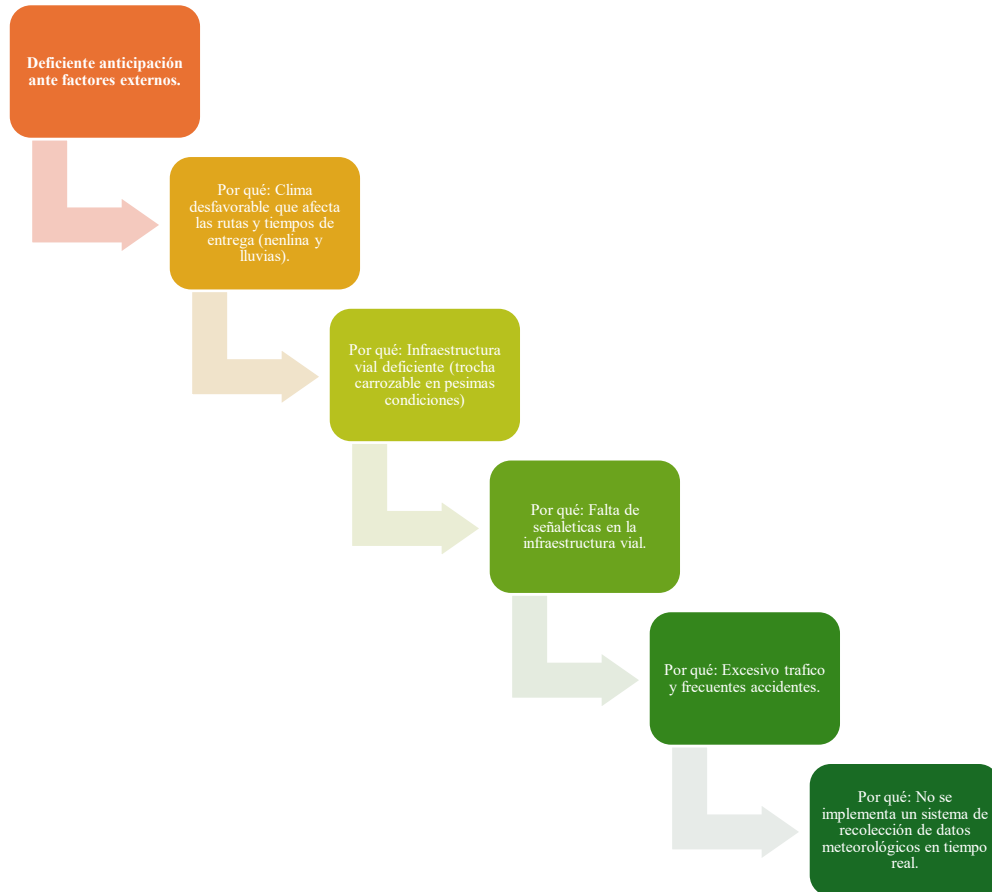 Deficiente anticipación
ante factores externos.
Por qué: Clima
desfavorable que afecta
las rutas y tiempos de
entrega (nenlina y
lluvias).
Por qué: Infraestructura
vial deficiente (trocha
carrozable en pesimas
condiciones)
Por qué: Falta de
señaleticas en la
infraestructura vial.
Por qué: Excesivo trafico
y frecuentes accidentes.
Por qué: No se
implementa un sistema de
recolección de datos
meteorológicos en tiempo
real.